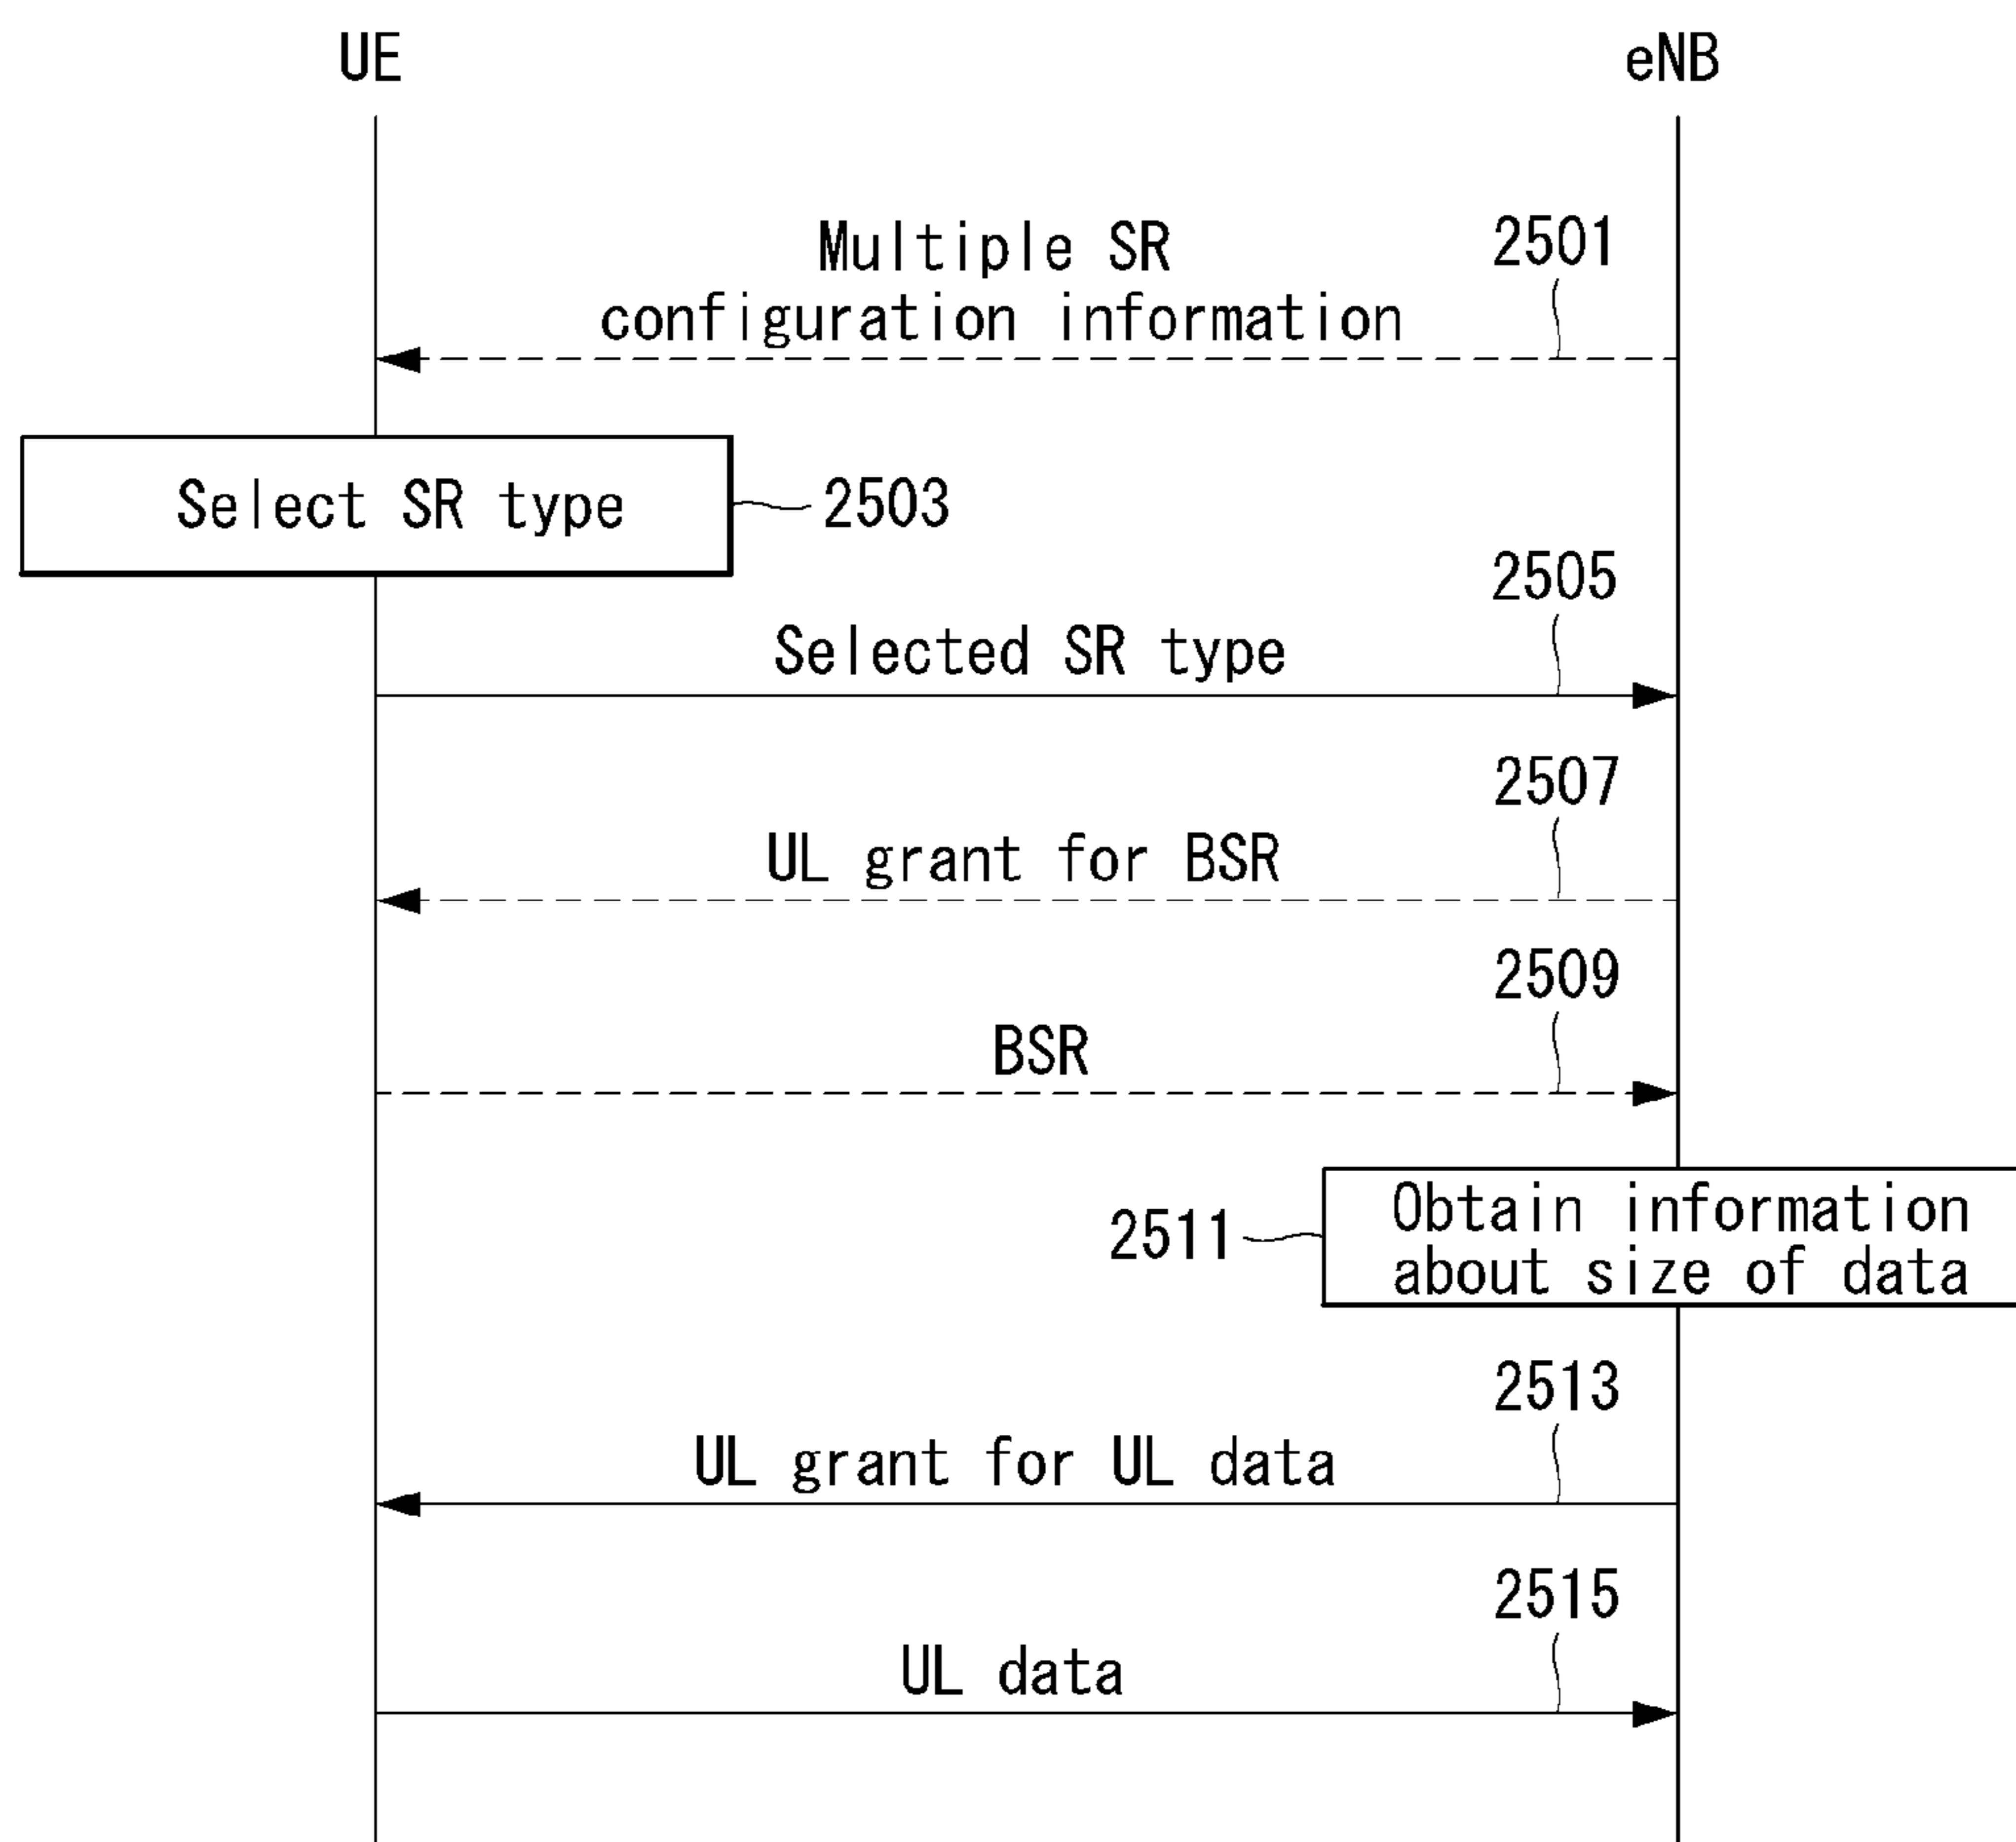 UE
eNB
2501
Multiple SR
configuration information
Select SR type
2503
2505
Selected SR type
2507
UL grant for BSR
2509
BSR
2511
Obtain information
about size of data
2513
UL grant for UL data
2515
UL data